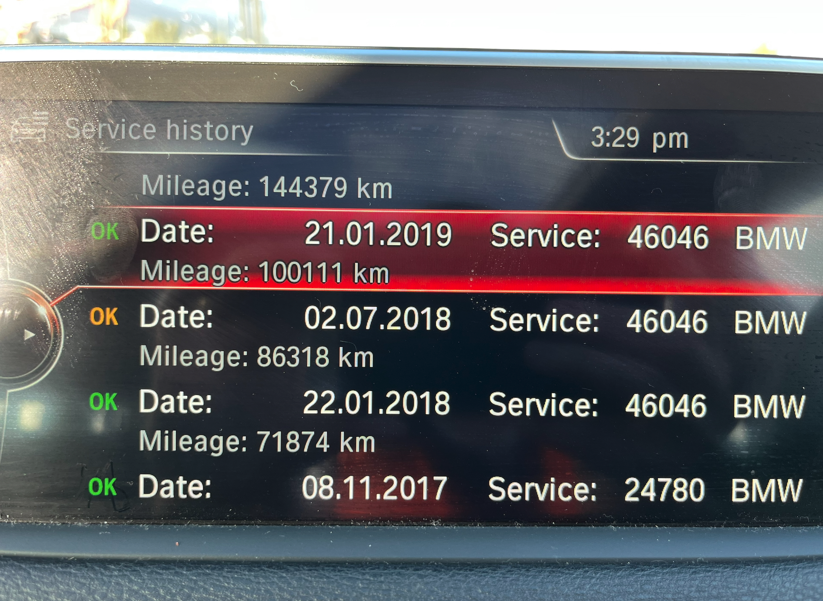 Service history 3:29 pm
Mileage: 144379 km
OK Date: 21.01.2019 Service: 46046 BMW
Mileage: 100111 km
OK Date: 02.07.2018 Service: 46046 BMW
Mileage: 86318 km
OK Date: 22.01.2018 Service: 46046 BMW
Mileage: 71874 km
OK Date: 08.11.2017 Service: 24780 BMW